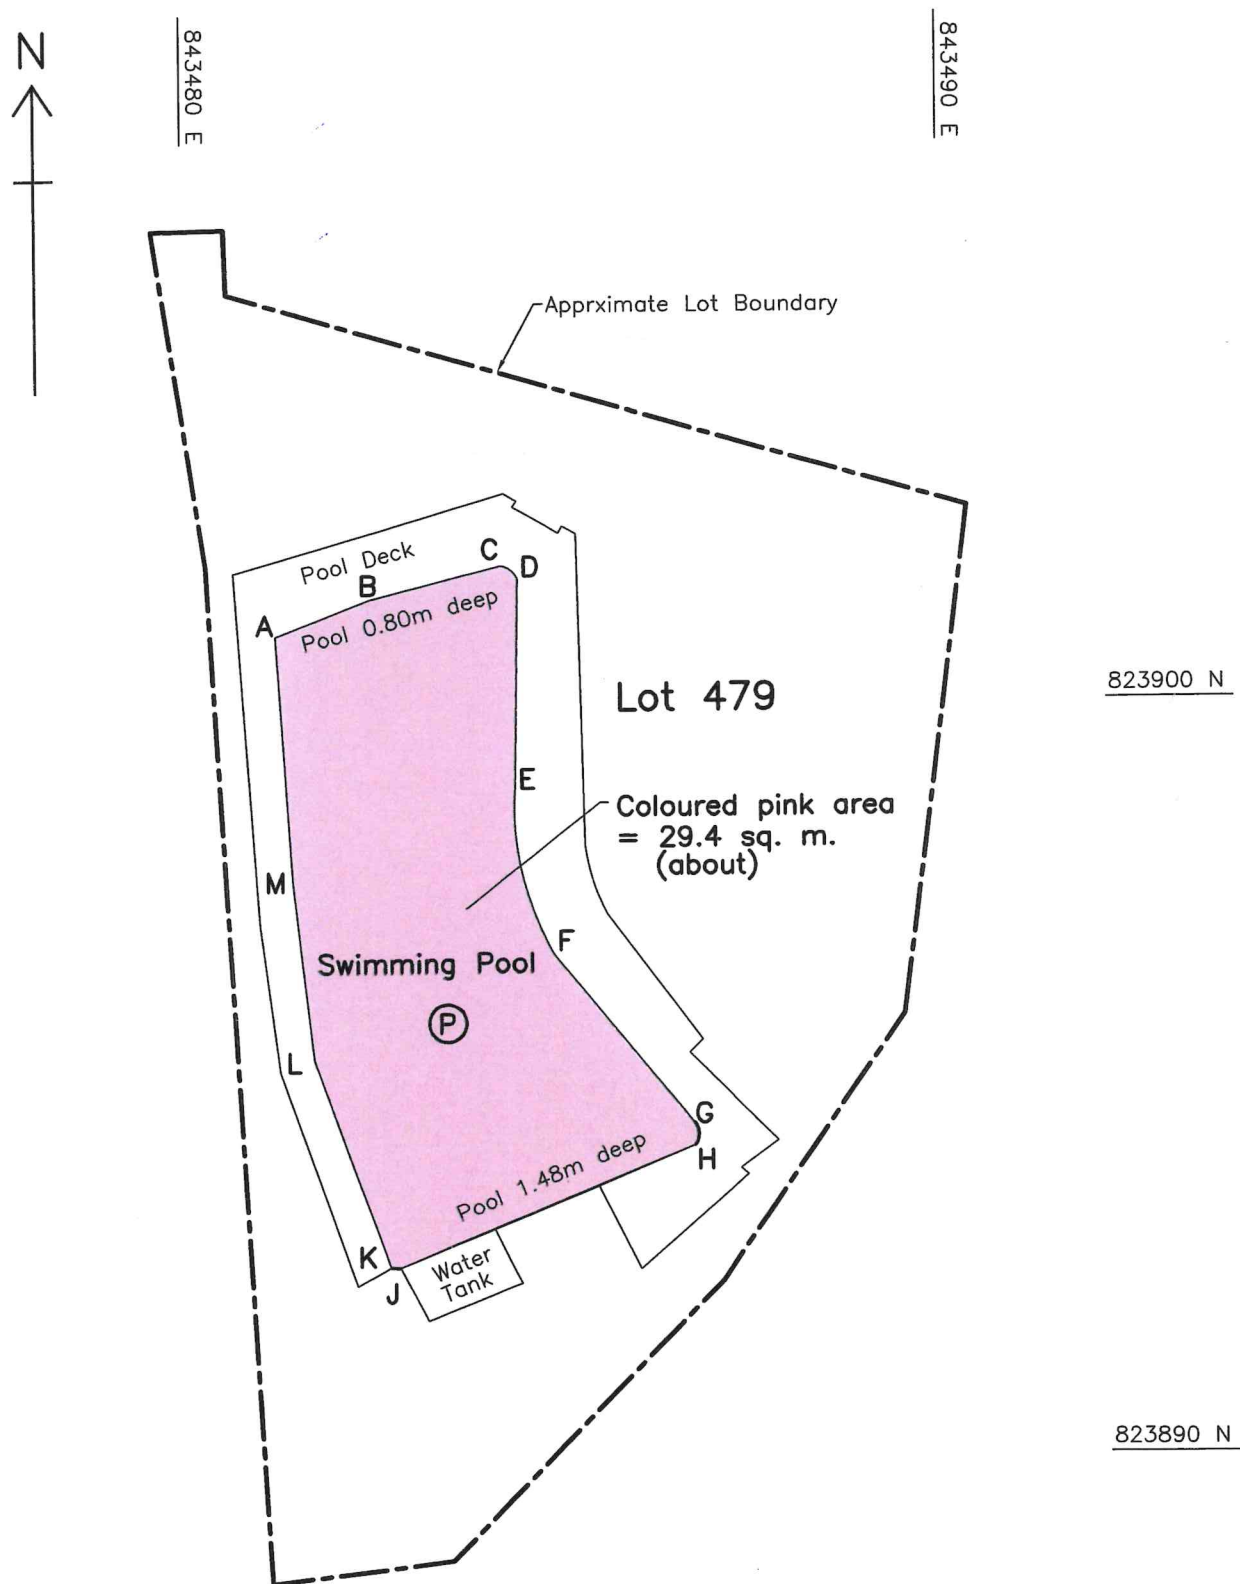 N
843480 E
843490 E
Apprximate Lot Boundary
Pool Deck
C
D
B
A
Pool 0.80m deep
Lot 479
823900 N
E
Coloured pink area
= 29.4 sq. m.
(about)
M
F
Swimming Pool
P
L
G
H
Pool 1.48m deep
K
J
Water
Tank
823890 N